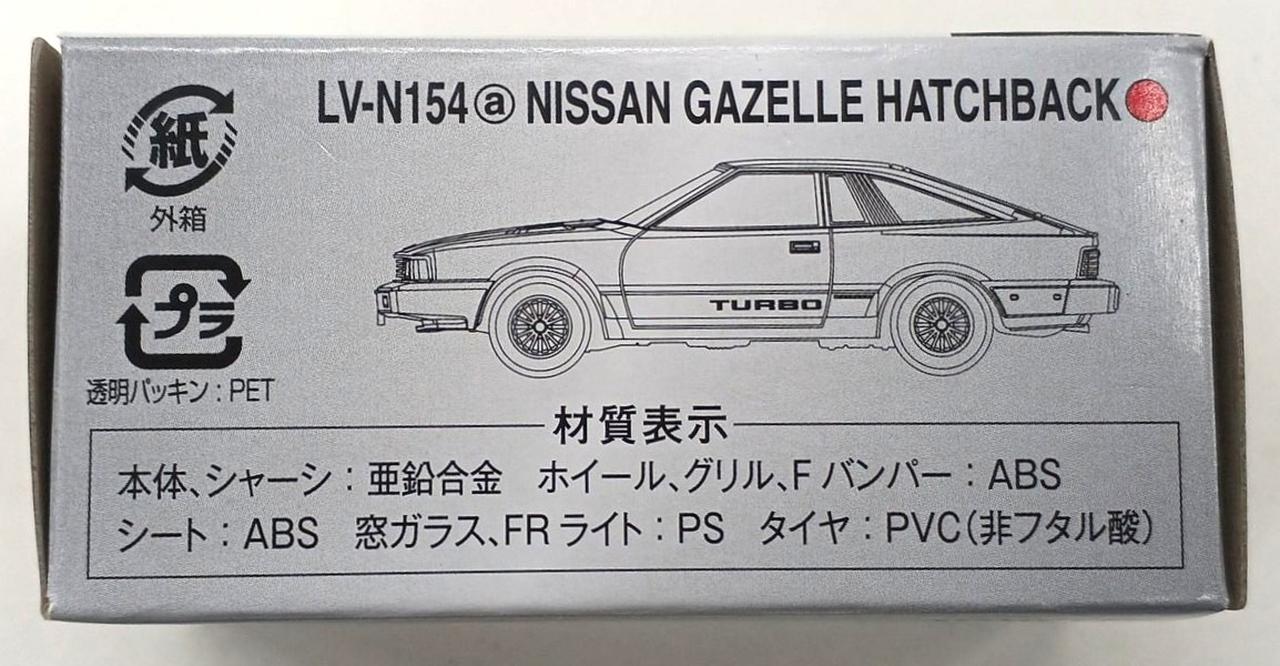 LV-N154ⓐ NISSAN GAZELLE HATCHBACK
紙
外箱
プラ
透明パッキン：PET
TURBO
材質表示
本体、シャーシ：亜鉛合金　ホイール、グリル、Fバンパー：ABS
シート：ABS　窓ガラス、FRライト：PS　タイヤ：PVC（非フタル酸）